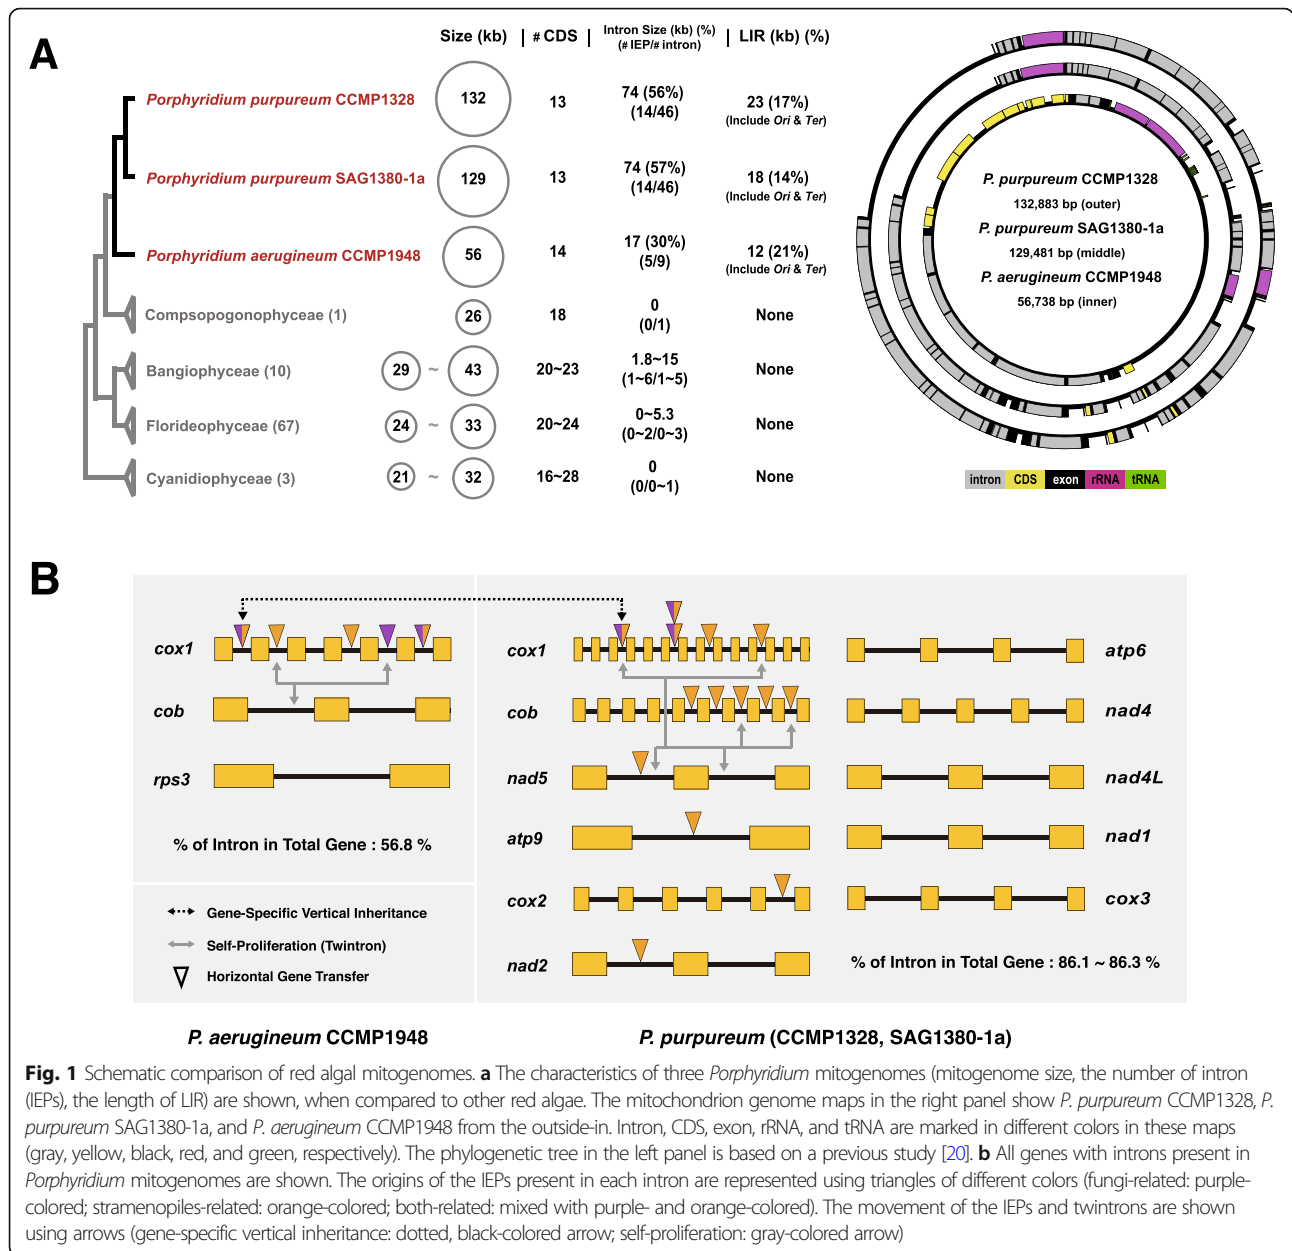 A
Size (kb) | # CDS | Intron Size (kb) (%) (# IEP/# intron) | LIR (kb) (%)
Porphyridium purpureum CCMP1328
132
13
74 (56%)
(14/46)
23 (17%)
(Include Ori & Ter)
Porphyridium purpureum SAG1380-1a
129
13
74 (57%)
(14/46)
18 (14%)
(Include Ori & Ter)
Porphyridium aerugineum CCMP1948
56
14
17 (30%)
(5/9)
12 (21%)
(Include Ori & Ter)
Compsopogonophyceae (1)
26
18
0
(0/1)
None
Bangiophyceae (10)
29 ~ 43
20~23
1.8~15
(1~6/1~5)
None
Florideophyceae (67)
24 ~ 33
20~24
0~5.3
(0~2/0~3)
None
Cyanidiophyceae (3)
21 ~ 32
16~28
0
(0/0~1)
None
P. purpureum CCMP1328
132,883 bp (outer)
P. purpureum SAG1380-1a
129,481 bp (middle)
P. aerugineum CCMP1948
56,738 bp (inner)
intron CDS exon rRNA tRNA
B
cox1
cob
rps3
% of Intron in Total Gene : 56.8 %
Gene-Specific Vertical Inheritance
Self-Proliferation (Twintron)
Horizontal Gene Transfer
cox1
cob
nad5
atp9
cox2
nad2
atp6
nad4
nad4L
nad1
cox3
% of Intron in Total Gene : 86.1 ~ 86.3 %
P. aerugineum CCMP1948
P. purpureum (CCMP1328, SAG1380-1a)
Fig. 1 Schematic comparison of red algal mitogenomes. a The characteristics of three Porphyridium mitogenomes (mitogenome size, the number of intron
(IEPs), the length of LIR) are shown, when compared to other red algae. The mitochondrion genome maps in the right panel show P. purpureum CCMP1328, P.
purpureum SAG1380-1a, and P. aerugineum CCMP1948 from the outside-in. Intron, CDS, exon, rRNA, and tRNA are marked in different colors in these maps
(gray, yellow, black, red, and green, respectively). The phylogenetic tree in the left panel is based on a previous study [20]. b All genes with introns present in
Porphyridium mitogenomes are shown. The origins of the IEPs present in each intron are represented using triangles of different colors (fungi-related: purple-
colored; stramenopiles-related: orange-colored; both-related: mixed with purple- and orange-colored). The movement of the IEPs and twintrons are shown
using arrows (gene-specific vertical inheritance: dotted, black-colored arrow; self-proliferation: gray-colored arrow)